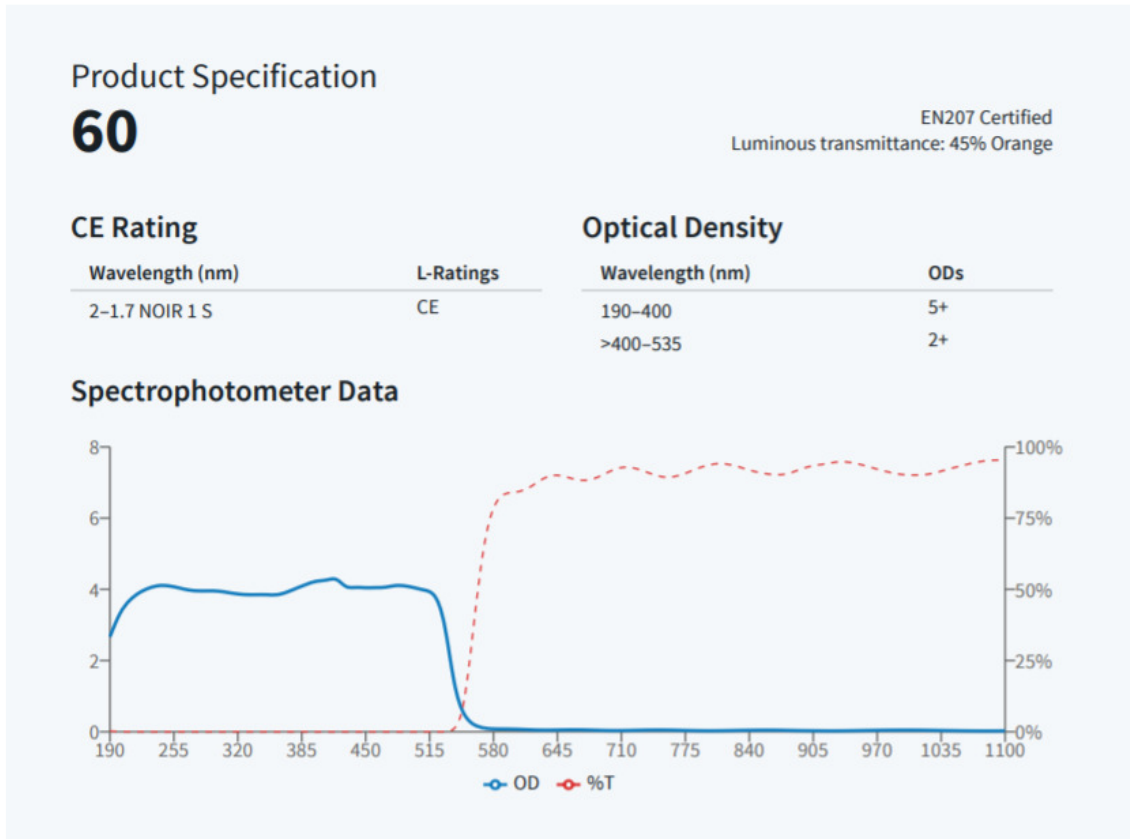 Product Specification
60
EN207 Certified
Luminous transmittance: 45% Orange
CE Rating
Wavelength (nm) L-Ratings
2–1.7 NOIR 1 S CE
Optical Density
Wavelength (nm) ODs
190–400 5+
>400–535 2+
Spectrophotometer Data
8 100%
6 75%
4 50%
2 25%
0 0%
190 255 320 385 450 515 580 645 710 775 840 905 970 1035 1100
OD %T